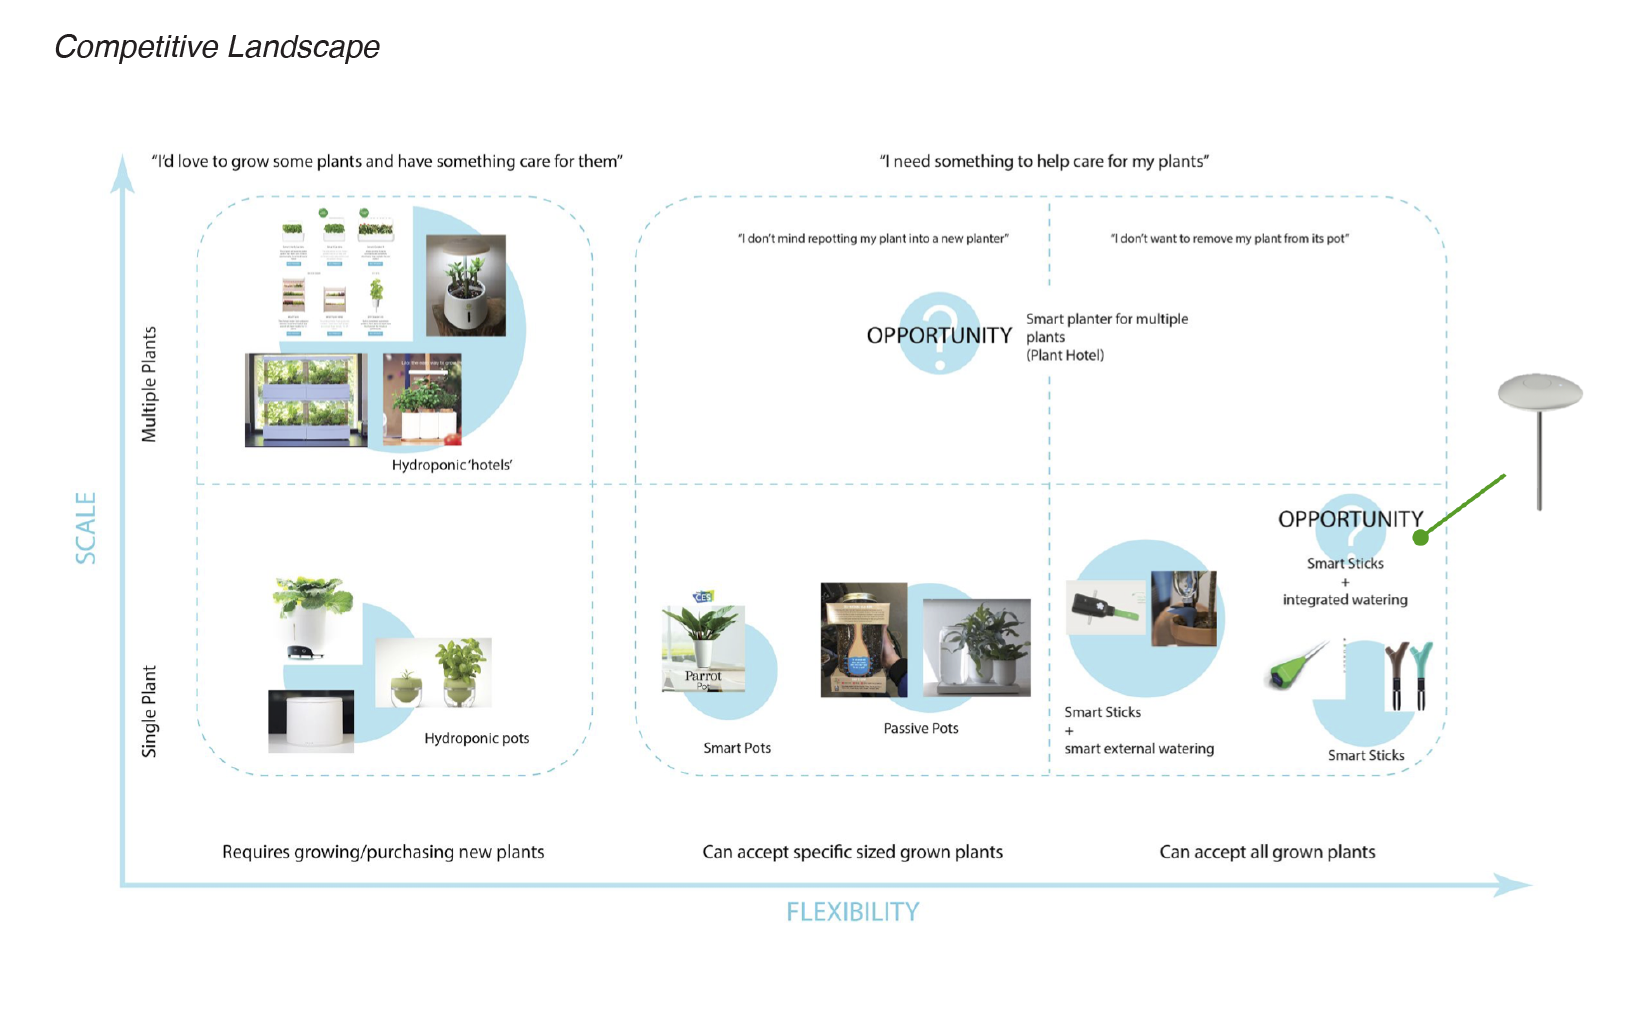 Competitive Landscape
"I'd love to grow some plants and have something care for them"
"I need something to help care for my plants"
"I don't mind repotting my plant into a new planter"
"I don't want to remove my plant from its pot"
OPPORTUNITY
?
Smart planter for multiple
plants
(Plant Hotel)
Multiple Plants
Hydroponic 'hotels'
SCALE
OPPORTUNITY
?
Smart Sticks
+
integrated watering
CES
Parrot
Pot
Single Plant
Hydroponic pots
Smart Pots
Passive Pots
Smart Sticks
+
smart external watering
Smart Sticks
Requires growing/purchasing new plants
Can accept specific sized grown plants
Can accept all grown plants
FLEXIBILITY